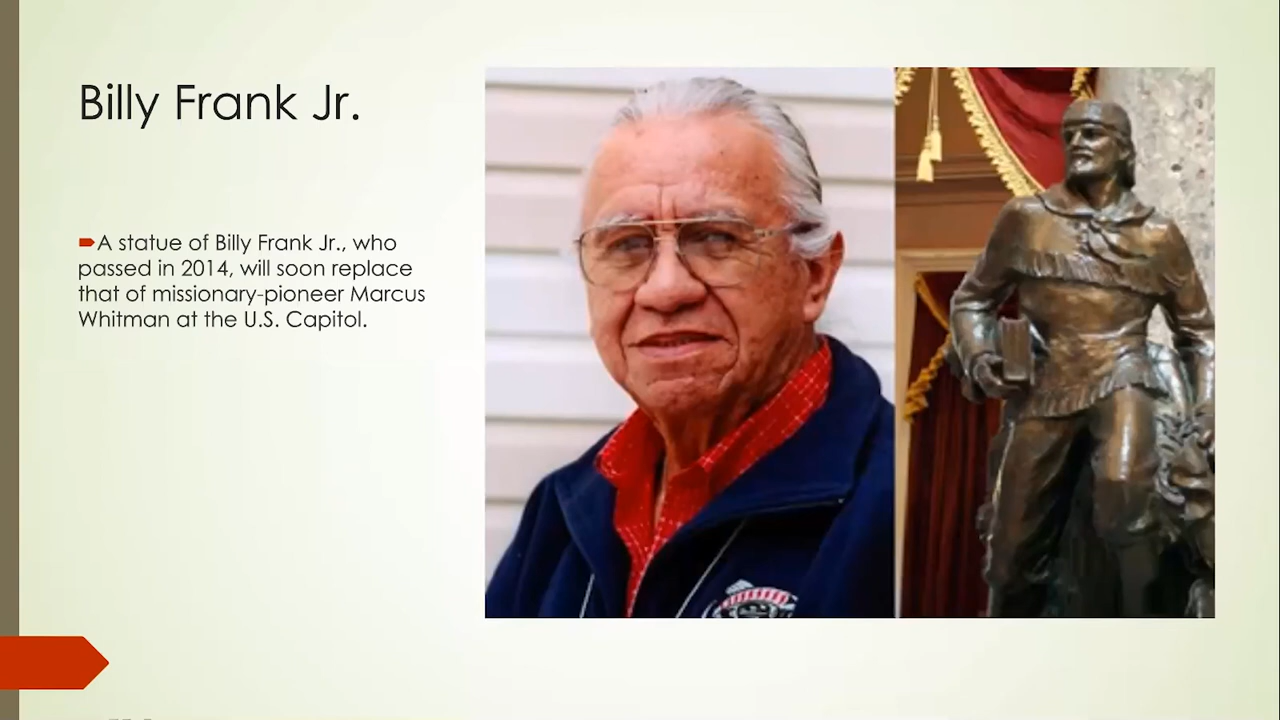 Billy Frank Jr.
A statue of Billy Frank Jr., who
passed in 2014, will soon replace
that of missionary-pioneer Marcus
Whitman at the U.S. Capitol.